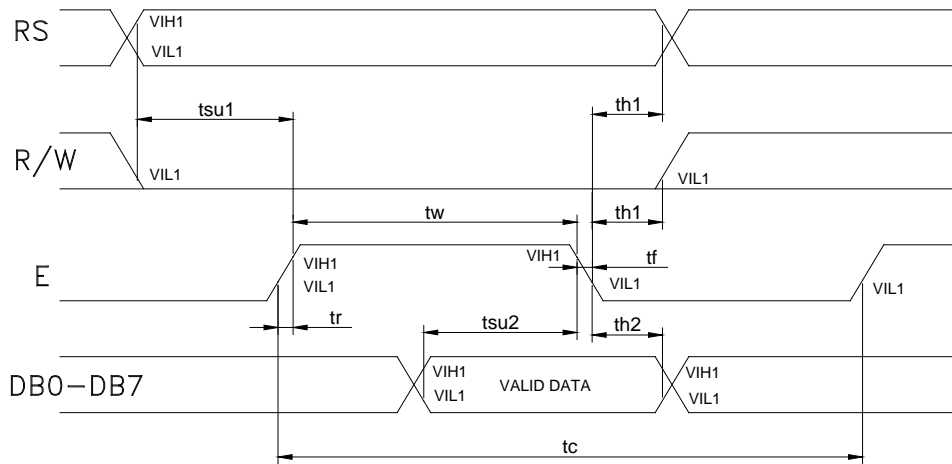 RS
VIH1
VIL1
tsu1
th1
R/W
VIL1
VIL1
tw
th1
E
VIH1
VIL1
VIH1
tf
VIL1
VIL1
tr
tsu2
th2
DB0-DB7
VIH1
VIL1
VALID DATA
VIH1
VIL1
tc